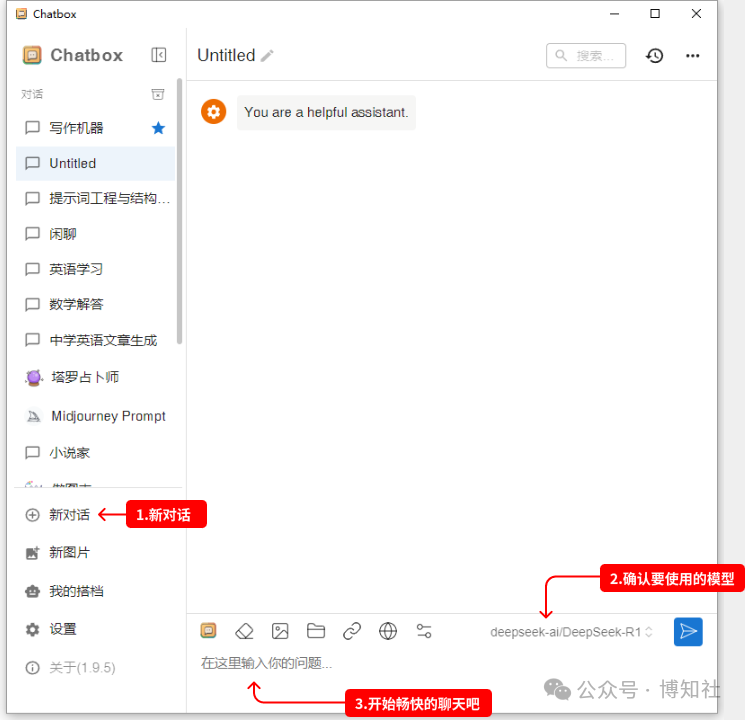 Chatbox
Chatbox
Untitled
搜索...
对话
写作机器
You are a helpful assistant.
Untitled
提示词工程与结构...
闲聊
英语学习
数学解答
中学英语文章生成
塔罗占卜师
Midjourney Prompt
小说家
新对话
1.新对话
新图片
2.确认要使用的模型
我的搭档
设置
deepseek-ai/DeepSeek-R1
关于(1.9.5)
在这里输入你的问题...
公众号 · 博知社
3.开始畅快的聊天吧